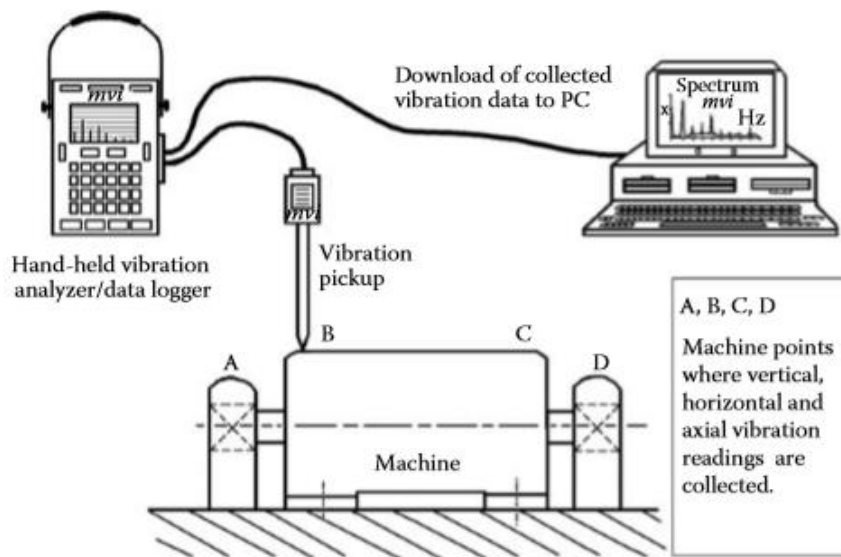 mvi
Download of collected
vibration data to PC
Spectrum
mvi
X
Hz
mvi
Hand-held vibration
analyzer/data logger
Vibration
pickup
A
B
C
D
Machine
A, B, C, D
Machine points
where vertical,
horizontal and
axial vibration
readings are
collected.